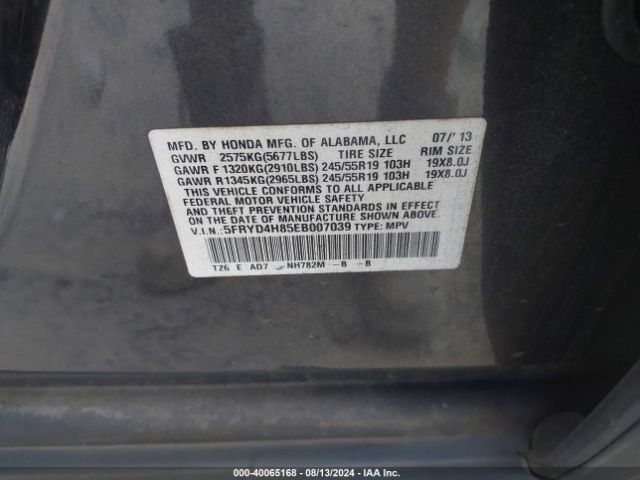 MFD. BY HONDA MFG. OF ALABAMA, LLC 07/'13
GVWR 2575KG(5677LBS) TIRE SIZE RIM SIZE
GAWR F 1320KG(2910LBS) 245/55R19 103H 19X8.0J
GAWR R 1345KG(2965LBS) 245/55R19 103H 19X8.0J
THIS VEHICLE CONFORMS TO ALL APPLICABLE
FEDERAL MOTOR VEHICLE SAFETY
AND THEFT PREVENTION STANDARDS IN EFFECT ON
THE DATE OF MANUFACTURE SHOWN ABOVE.
V.I.N.:5FRYD4H85EB007039 TYPE: MPV
TZ6 E AD7 NH782M -B -B
000-40065168 - 08/13/2024 - IAA Inc.